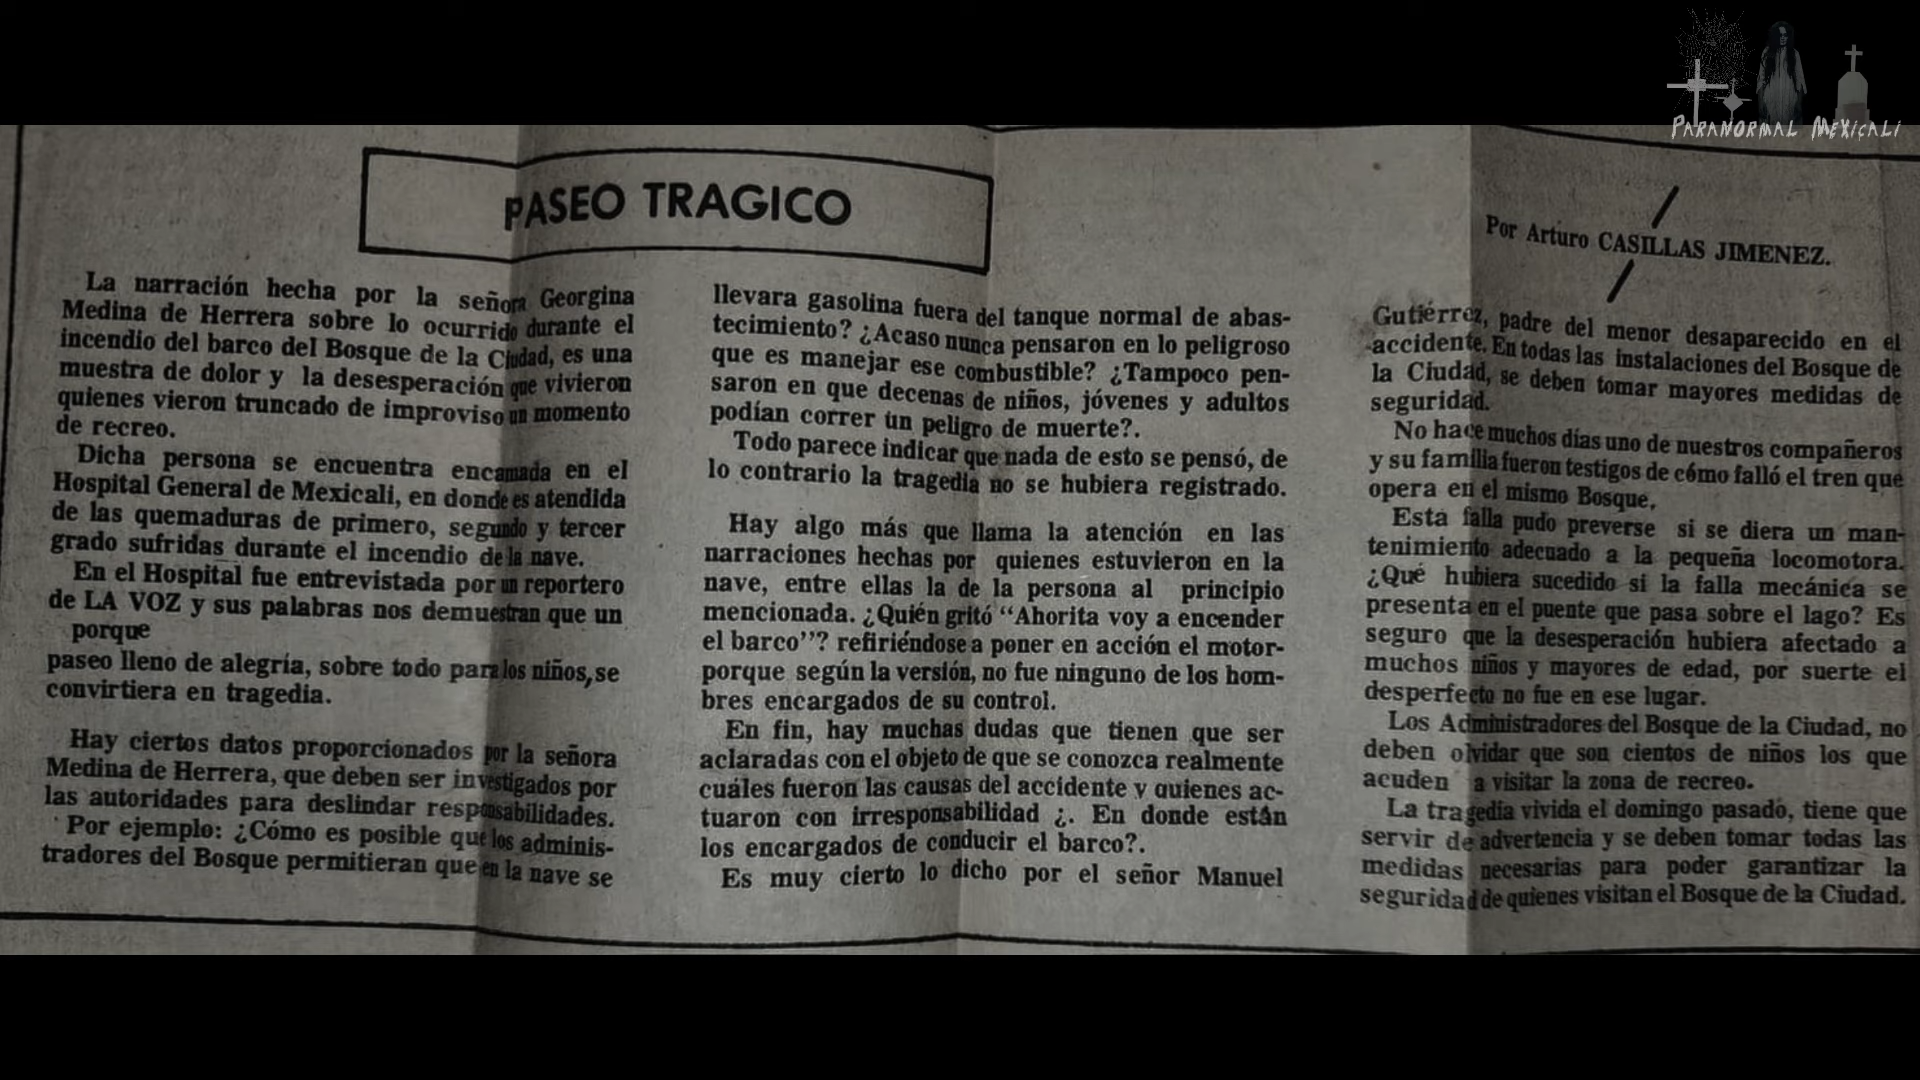 PARANORMAL MEXICALI
PASEO TRAGICO
Por Arturo CASILLAS JIMENEZ.
La narración hecha por la señora Georgina
Medina de Herrera sobre lo ocurrido durante el
incendio del barco del Bosque de la Ciudad, es una
muestra de dolor y la desesperación que vivieron
quienes vieron truncado de improviso un momento
de recreo.
Dicha persona se encuentra encamada en el
Hospital General de Mexicali, en donde es atendida
de las quemaduras de primero, segundo y tercer
grado sufridas durante el incendio de la nave.
En el Hospital fue entrevistada por un reportero
de LA VOZ y sus palabras nos demuestran que un
porque
paseo lleno de alegría, sobre todo para los niños, se
convirtiera en tragedia.
Hay ciertos datos proporcionados por la señora
Medina de Herrera, que deben ser investigados por
las autoridades para deslindar responsabilidades.
Por ejemplo: ¿Cómo es posible que los adminis-
tradores del Bosque permitieran que en la nave se
llevara gasolina fuera del tanque normal de abas-
tecimiento? ¿Acaso nunca pensaron en lo peligroso
que es manejar ese combustible? ¿Tampoco pen-
saron en que decenas de niños, jóvenes y adultos
podían correr un peligro de muerte?.
Todo parece indicar que nada de esto se pensó, de
lo contrario la tragedia no se hubiera registrado.
Hay algo más que llama la atención en las
narraciones hechas por quienes estuvieron en la
nave, entre ellas la de la persona al principio
mencionada. ¿Quién gritó "Ahorita voy a encender
el barco"? refiriéndose a poner en acción el motor-
porque según la versión, no fue ninguno de los hom-
bres encargados de su control.
En fin, hay muchas dudas que tienen que ser
aclaradas con el objeto de que se conozca realmente
cuáles fueron las causas del accidente y quienes ac-
tuaron con irresponsabilidad ¿. En donde están
los encargados de conducir el barco?.
Es muy cierto lo dicho por el señor Manuel
Gutiérrez, padre del menor desaparecido en el
accidente. En todas las instalaciones del Bosque de
la Ciudad, se deben tomar mayores medidas de
seguridad.
No hace muchos días uno de nuestros compañeros
y su familia fueron testigos de cómo falló el tren que
opera en el mismo Bosque.
Esta falla pudo preverse si se diera un man-
tenimiento adecuado a la pequeña locomotora.
¿Qué hubiera sucedido si la falla mecánica se
presenta en el puente que pasa sobre el lago? Es
seguro que la desesperación hubiera afectado a
muchos niños y mayores de edad, por suerte el
desperfecto no fue en ese lugar.
Los Administradores del Bosque de la Ciudad, no
deben olvidar que son cientos de niños los que
acuden a visitar la zona de recreo.
La tragedia vivida el domingo pasado, tiene que
servir de advertencia y se deben tomar todas las
medidas necesarias para poder garantizar la
seguridad de quienes visitan el Bosque de la Ciudad.